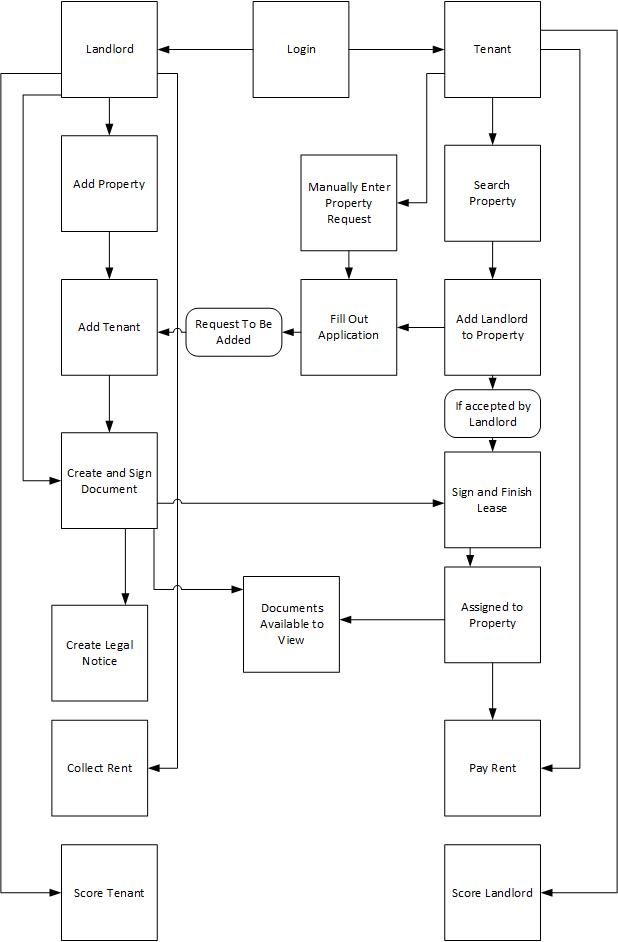 Landlord
Login
Tenant
Add Property
Manually Enter
Property
Request
Search
Property
Add Tenant
Request To Be
Added
Fill Out
Application
Add Landlord
to Property
If accepted by
Landlord
Create and Sign
Document
Sign and Finish
Lease
Documents
Available to
View
Assigned to
Property
Create Legal
Notice
Collect Rent
Pay Rent
Score Tenant
Score Landlord